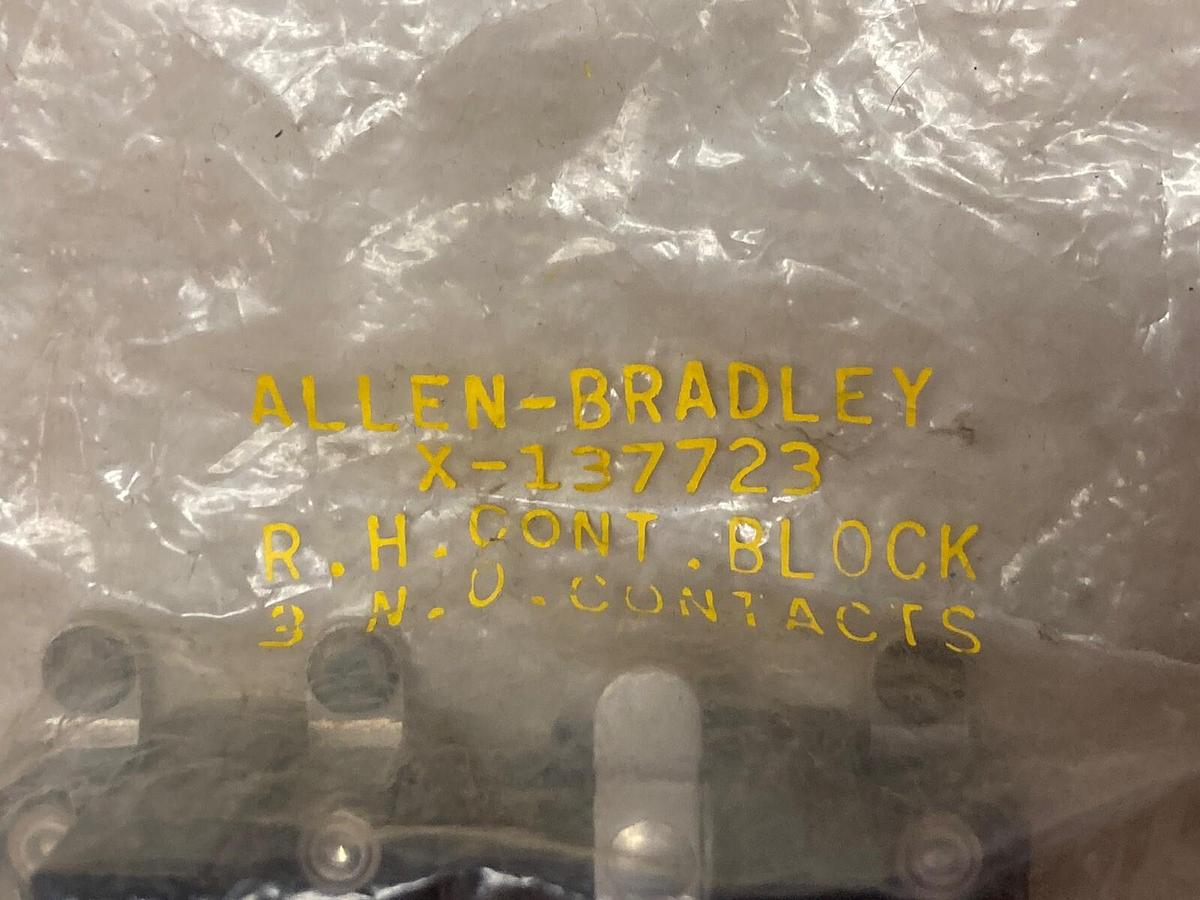 ALLEN-BRADLEY
X-137723
R.H.CONT.BLOCK
3 N.O.CONTACTS